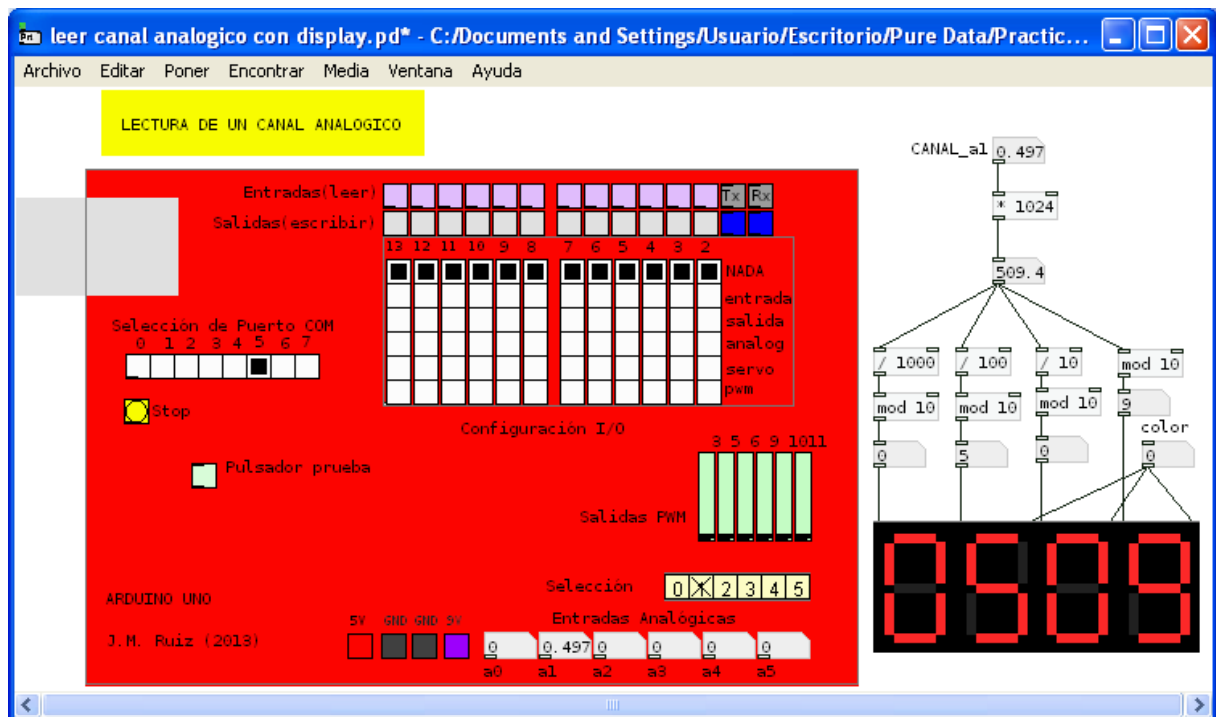 leer canal analogico con display.pd* - C:/Documents and Settings/Usuario/Escritorio/Pure Data/Practic...
Archivo Editar Poner Encontrar Media Ventana Ayuda
LECTURA DE UN CANAL ANALOGICO
Entradas(leer) Tx Rx
Salidas(escribir)
13 12 11 10 9 8 7 6 5 4 3 2
NADA
entrada
salida
analog
servo
pwm
Selección de Puerto COM
0 1 2 3 4 5 6 7
Stop
Configuración I/O
Pulsador prueba
3 5 6 9 10 11
Salidas PWM
Selección 0 1 2 3 4 5
ARDUINO UNO
Entradas Analógicas
5V GND GND 9V
J.M. Ruiz (2013)
0 0.497 0 0 0 0
a0 a1 a2 a3 a4 a5
CANAL_a1 0.497
* 1024
509.4
/ 1000 / 100 / 10 mod 10
mod 10 mod 10 mod 10 9
color
0 5 0 0
0509